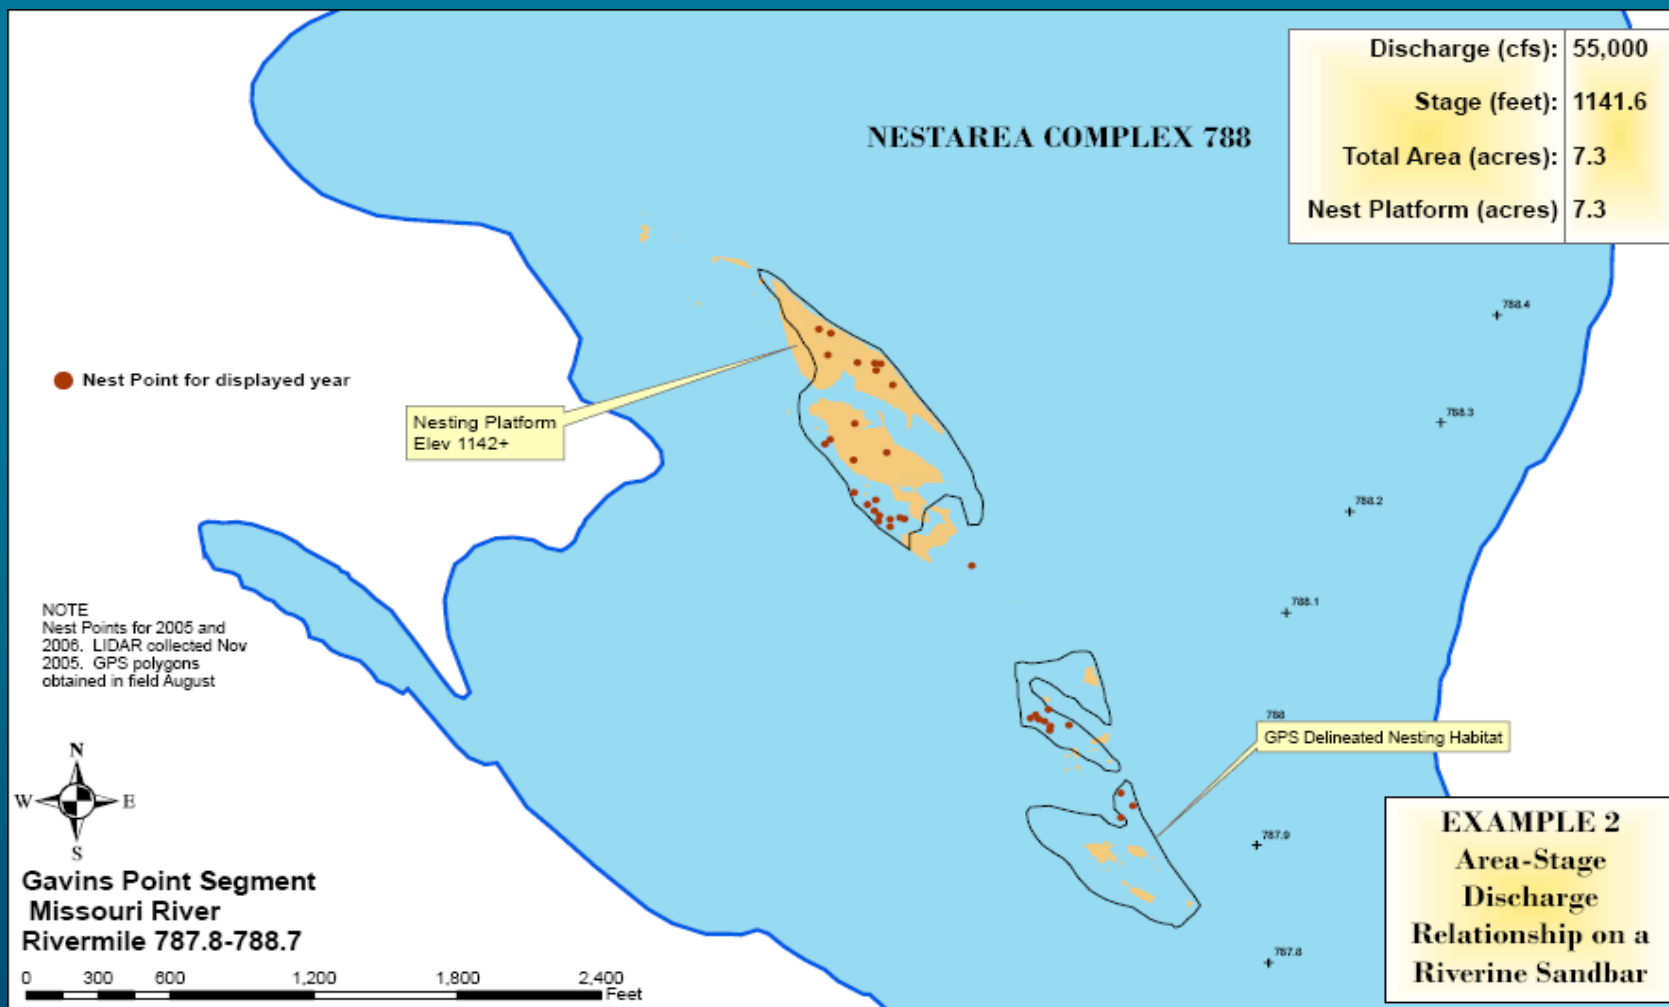 Discharge (cfs): 55,000
Stage (feet): 1141.6
Total Area (acres): 7.3
Nest Platform (acres) 7.3
NESTAREA COMPLEX 788
788.4
Nest Point for displayed year
788.3
Nesting Platform
Elev 1142+
788.2
788.1
NOTE
Nest Points for 2005 and
2006. LIDAR collected Nov
2005. GPS polygons
obtained in field August
788
GPS Delineated Nesting Habitat
N
W E
S
787.9
EXAMPLE 2
Area-Stage
Discharge
Relationship on a
Riverine Sandbar
Gavins Point Segment
Missouri River
Rivermile 787.8-788.7
787.8
0 300 600 1,200 1,800 2,400
Feet